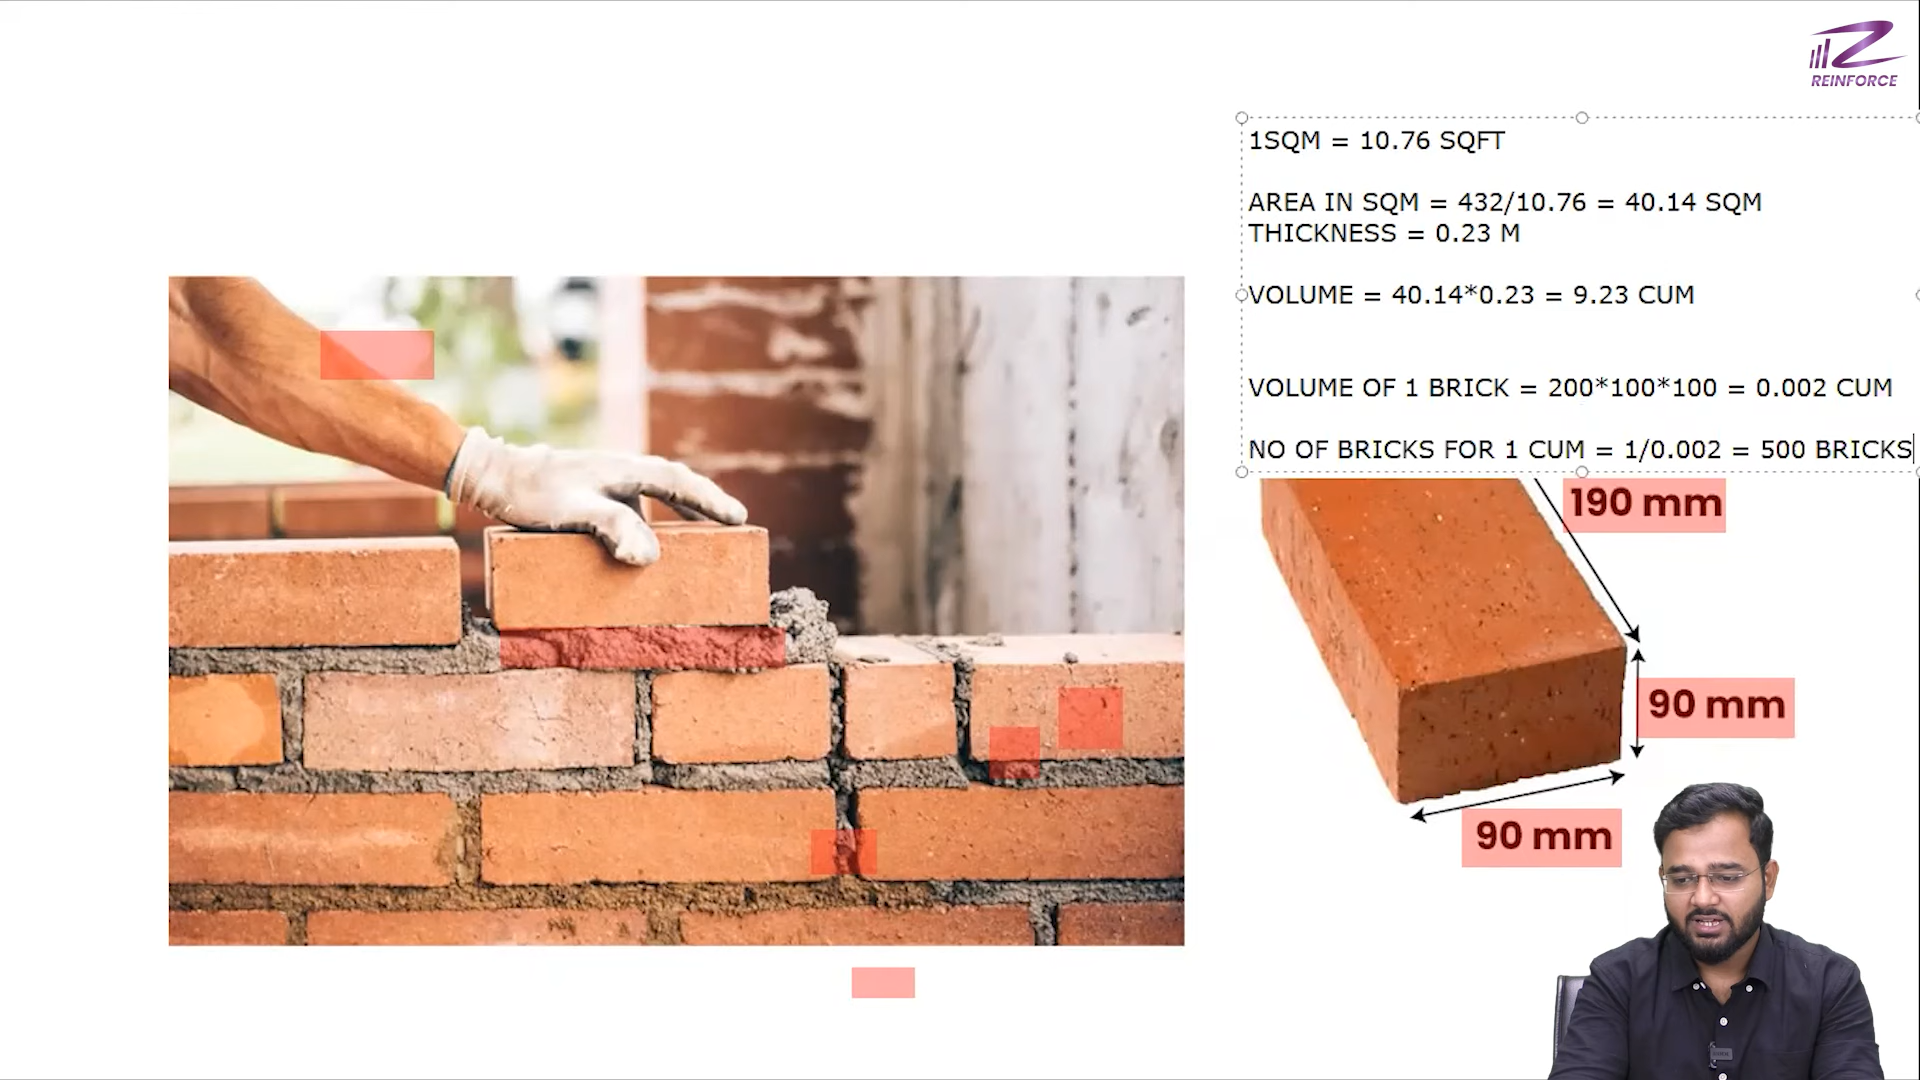 REINFORCE
1SQM = 10.76 SQFT
AREA IN SQM = 432/10.76 = 40.14 SQM
THICKNESS = 0.23 M
VOLUME = 40.14*0.23 = 9.23 CUM
VOLUME OF 1 BRICK = 200*100*100 = 0.002 CUM
NO OF BRICKS FOR 1 CUM = 1/0.002 = 500 BRICKS
190 mm
90 mm
90 mm